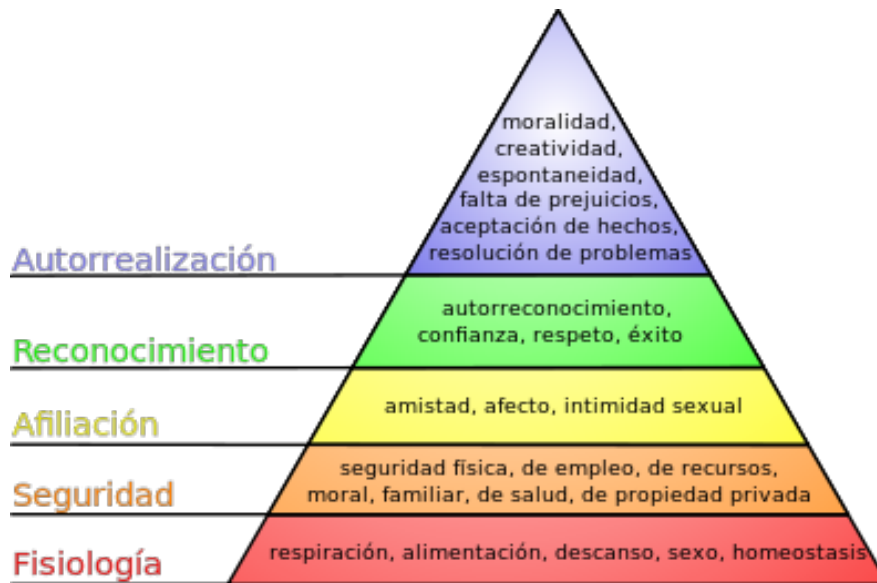 moralidad,
creatividad,
espontaneidad,
falta de prejuicios,
aceptación de hechos,
resolución de problemas
Autorrealización
autorreconocimiento,
confianza, respeto, éxito
Reconocimiento
amistad, afecto, intimidad sexual
Afiliación
seguridad física, de empleo, de recursos,
moral, familiar, de salud, de propiedad privada
Seguridad
respiración, alimentación, descanso, sexo, homeostasis
Fisiología